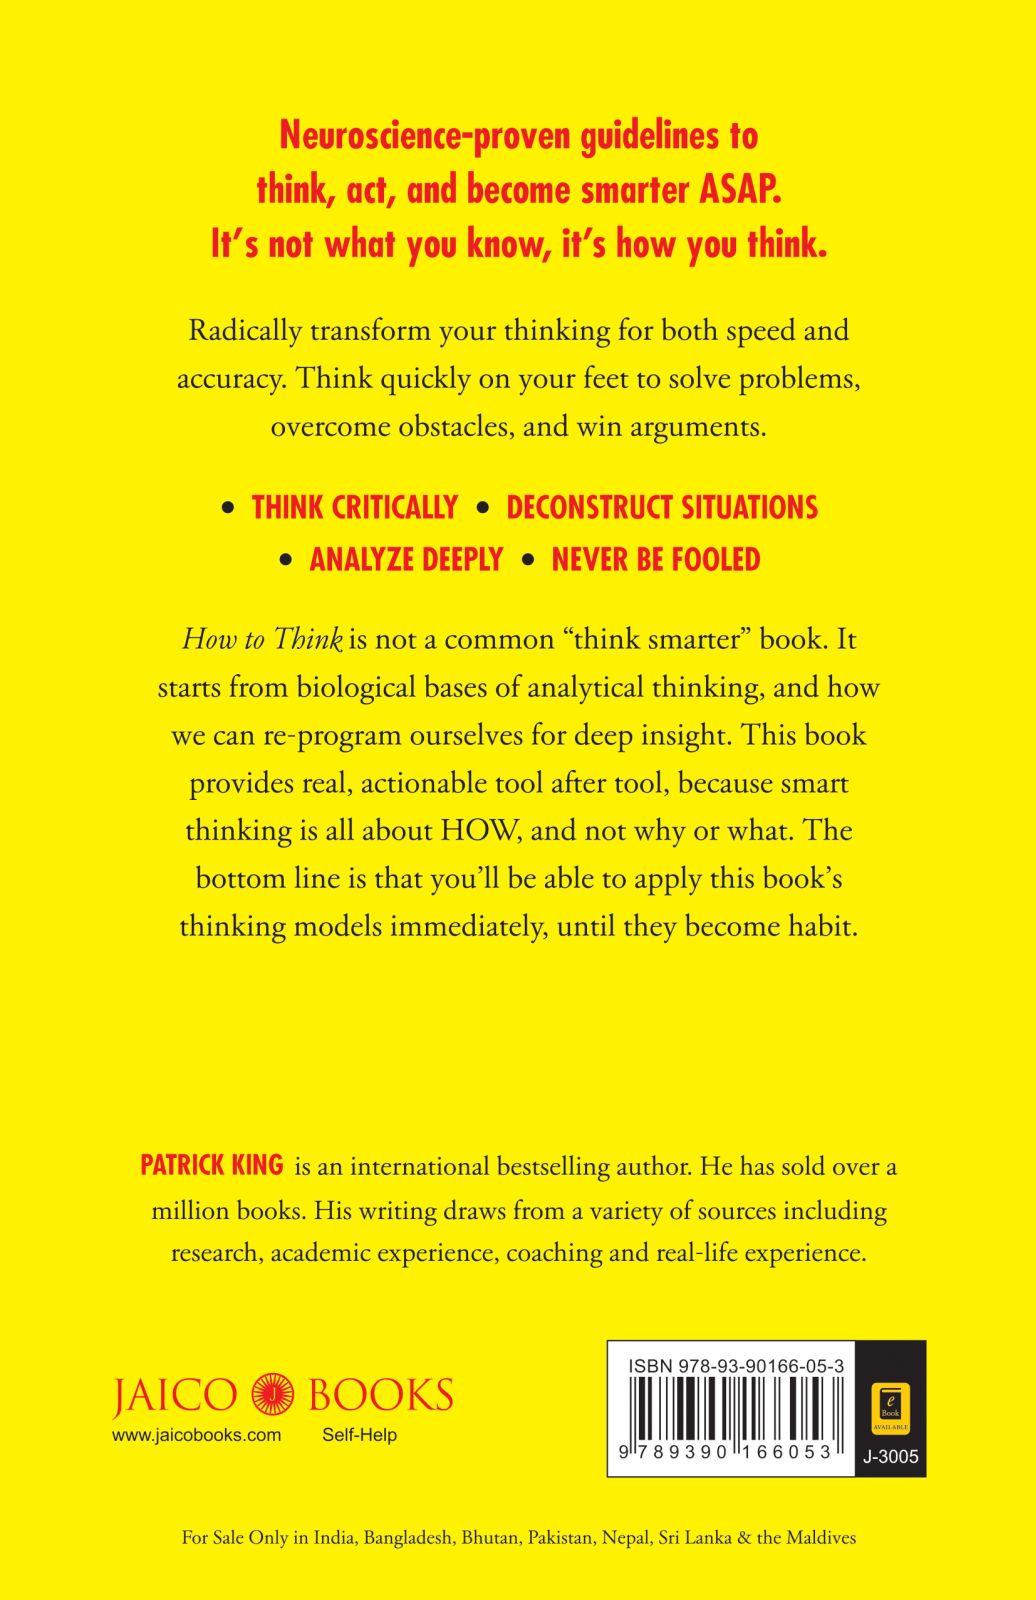 Neuroscience-proven guidelines to
think, act, and become smarter ASAP.
It's not what you know, it's how you think.
Radically transform your thinking for both speed and
accuracy. Think quickly on your feet to solve problems,
overcome obstacles, and win arguments.
• THINK CRITICALLY • DECONSTRUCT SITUATIONS
• ANALYZE DEEPLY • NEVER BE FOOLED
How to Think is not a common “think smarter” book. It
starts from biological bases of analytical thinking, and how
we can re-program ourselves for deep insight. This book
provides real, actionable tool after tool, because smart
thinking is all about HOW, and not why or what. The
bottom line is that you’ll be able to apply this book’s
thinking models immediately, until they become habit.
PATRICK KING is an international bestselling author. He has sold over a
million books. His writing draws from a variety of sources including
research, academic experience, coaching and real-life experience.
JAICO J BOOKS
www.jaicobooks.com Self-Help
ISBN 978-93-90166-05-3
9 789390 166053
e
Book
AVAILABLE
J-3005
For Sale Only in India, Bangladesh, Bhutan, Pakistan, Nepal, Sri Lanka & the Maldives